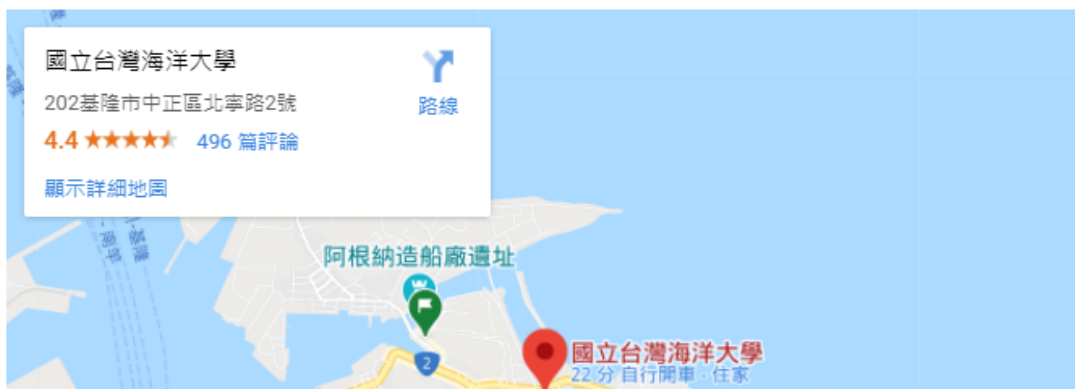 國立台灣海洋大學
202基隆市中正區北寧路2號
4.4
496 篇評論
路線
顯示詳細地圖
阿根納造船廠遺址
2
國立台灣海洋大學
22 分 自行開車 · 住家